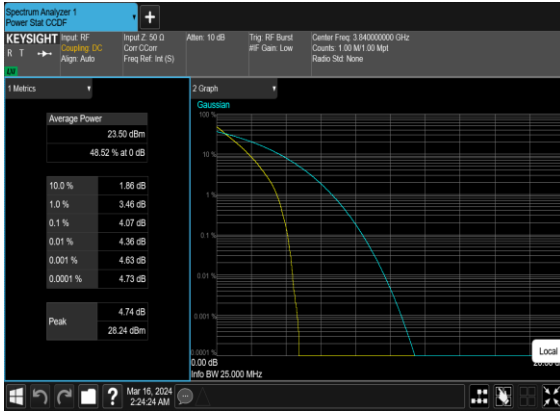 Spectrum Analyzer 1
Power Stat CCDF
KEYSIGHT
R T
Input: RF
Coupling: DC
Align: Auto
Input Z: 50 Ω
Corr CCorr
Freq Ref: Int (S)
Atten: 10 dB
Trig: RF Burst
#IF Gain: Low
Center Freq: 3.840000000 GHz
Counts: 1.00 M/1.00 Mpt
Radio Std: None
1 Metrics
Average Power
23.50 dBm
48.52 % at 0 dB
10.0 % 1.86 dB
1.0 % 3.46 dB
0.1 % 4.07 dB
0.01 % 4.36 dB
0.001 % 4.63 dB
0.0001 % 4.73 dB
Peak
4.74 dB
28.24 dBm
2 Graph
Gaussian
100 %
10 %
1 %
0.1 %
0.01 %
0.001 %
0.0001 %
0.00 dB
Info BW 25.000 MHz
Local
Mar 16, 2024
2:24:24 AM